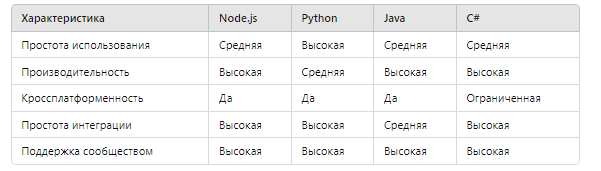 Характеристика Node.js Python Java C#
Простота использования Средняя Высокая Средняя Средняя
Производительность Высокая Средняя Высокая Высокая
Кроссплатформенность Да Да Да Ограниченная
Простота интеграции Высокая Высокая Средняя Высокая
Поддержка сообществом Высокая Высокая Высокая Высокая